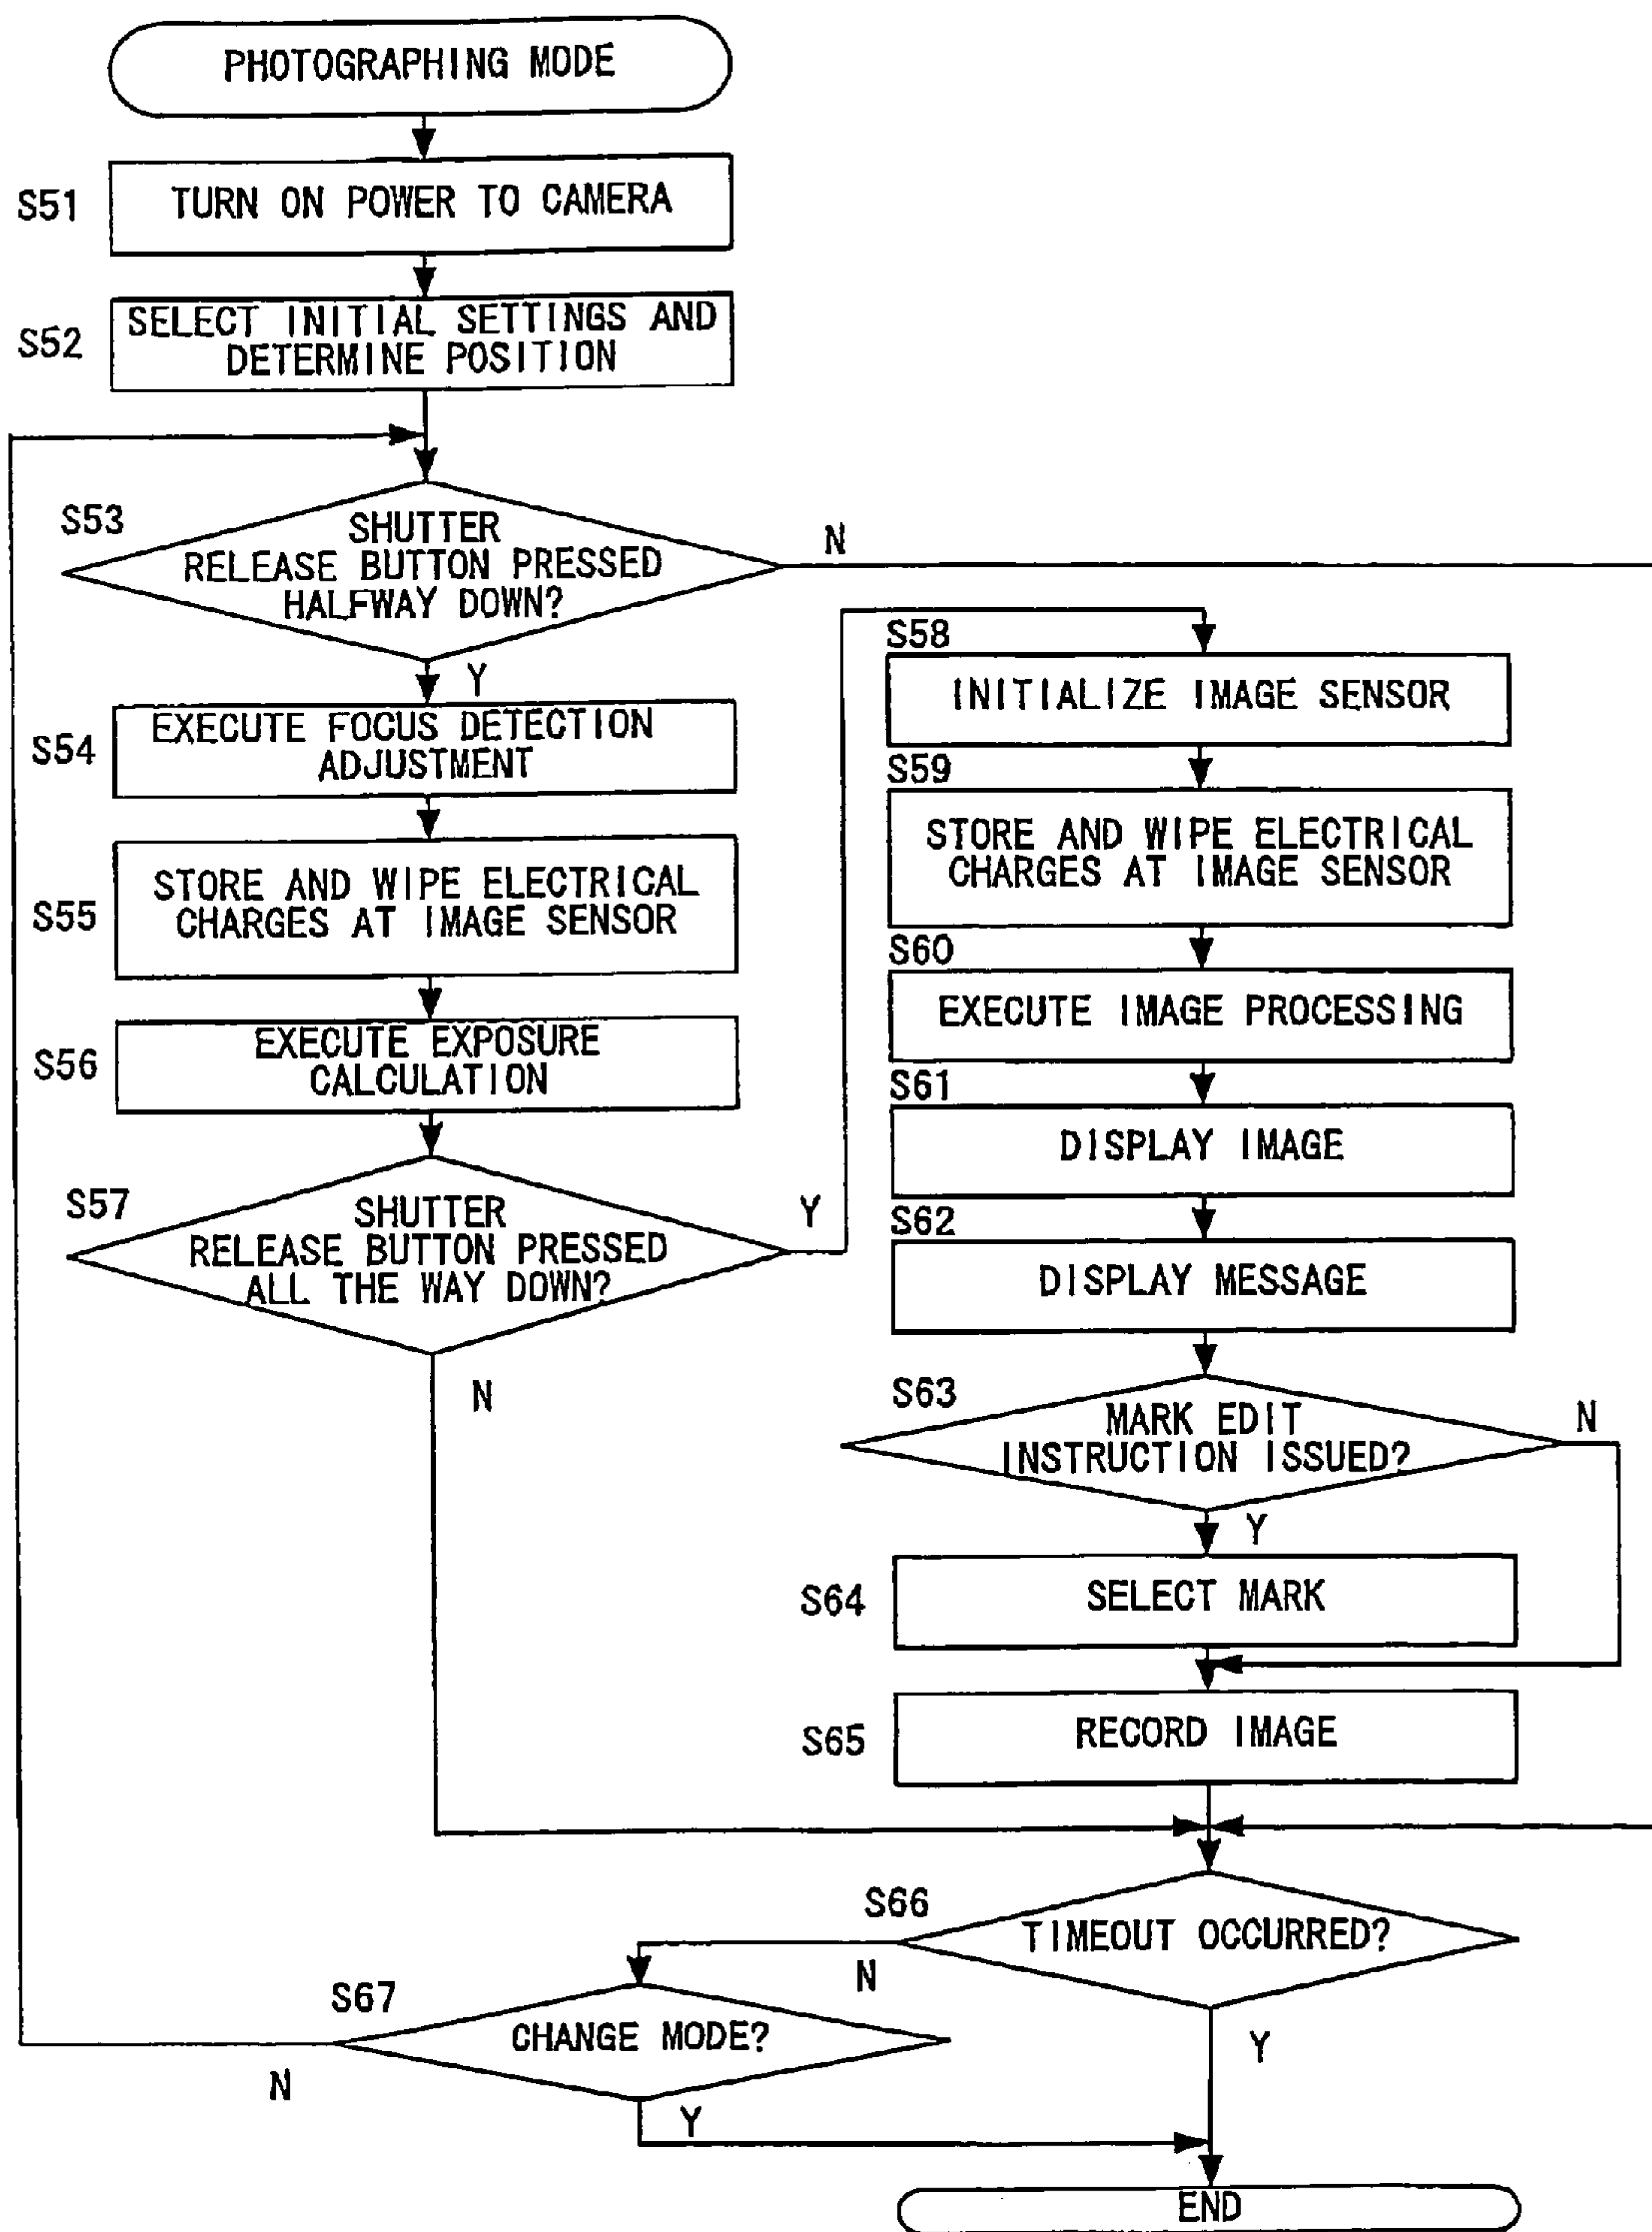 PHOTOGRAPHING MODE
S51
TURN ON POWER TO CAMERA
S52
SELECT INITIAL SETTINGS AND
DETERMINE POSITION
S53
SHUTTER
RELEASE BUTTON PRESSED
HALFWAY DOWN?
N
Y
S54
EXECUTE FOCUS DETECTION
ADJUSTMENT
S55
STORE AND WIPE ELECTRICAL
CHARGES AT IMAGE SENSOR
S56
EXECUTE EXPOSURE
CALCULATION
S57
SHUTTER
RELEASE BUTTON PRESSED
ALL THE WAY DOWN?
Y
N
S58
INITIALIZE IMAGE SENSOR
S59
STORE AND WIPE ELECTRICAL
CHARGES AT IMAGE SENSOR
S60
EXECUTE IMAGE PROCESSING
S61
DISPLAY IMAGE
S62
DISPLAY MESSAGE
S63
MARK EDIT
INSTRUCTION ISSUED?
N
Y
S64
SELECT MARK
S65
RECORD IMAGE
S66
TIMEOUT OCCURRED?
N
Y
S67
CHANGE MODE?
N
Y
END